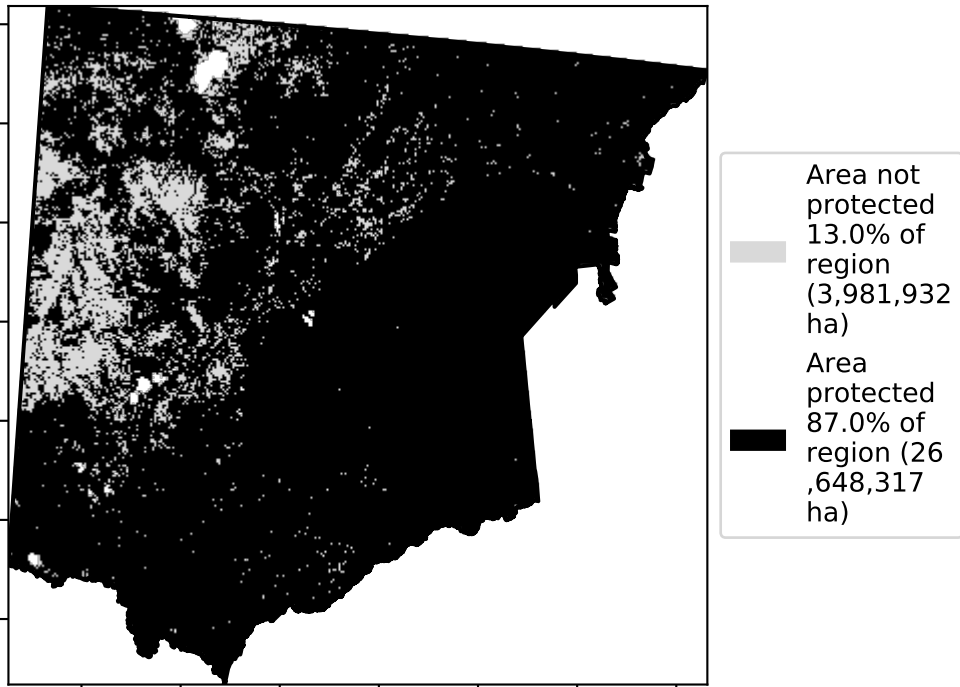 Area not
protected
13.0% of
region
(3,981,932
ha)
Area
protected
87.0% of
region (26
,648,317
ha)